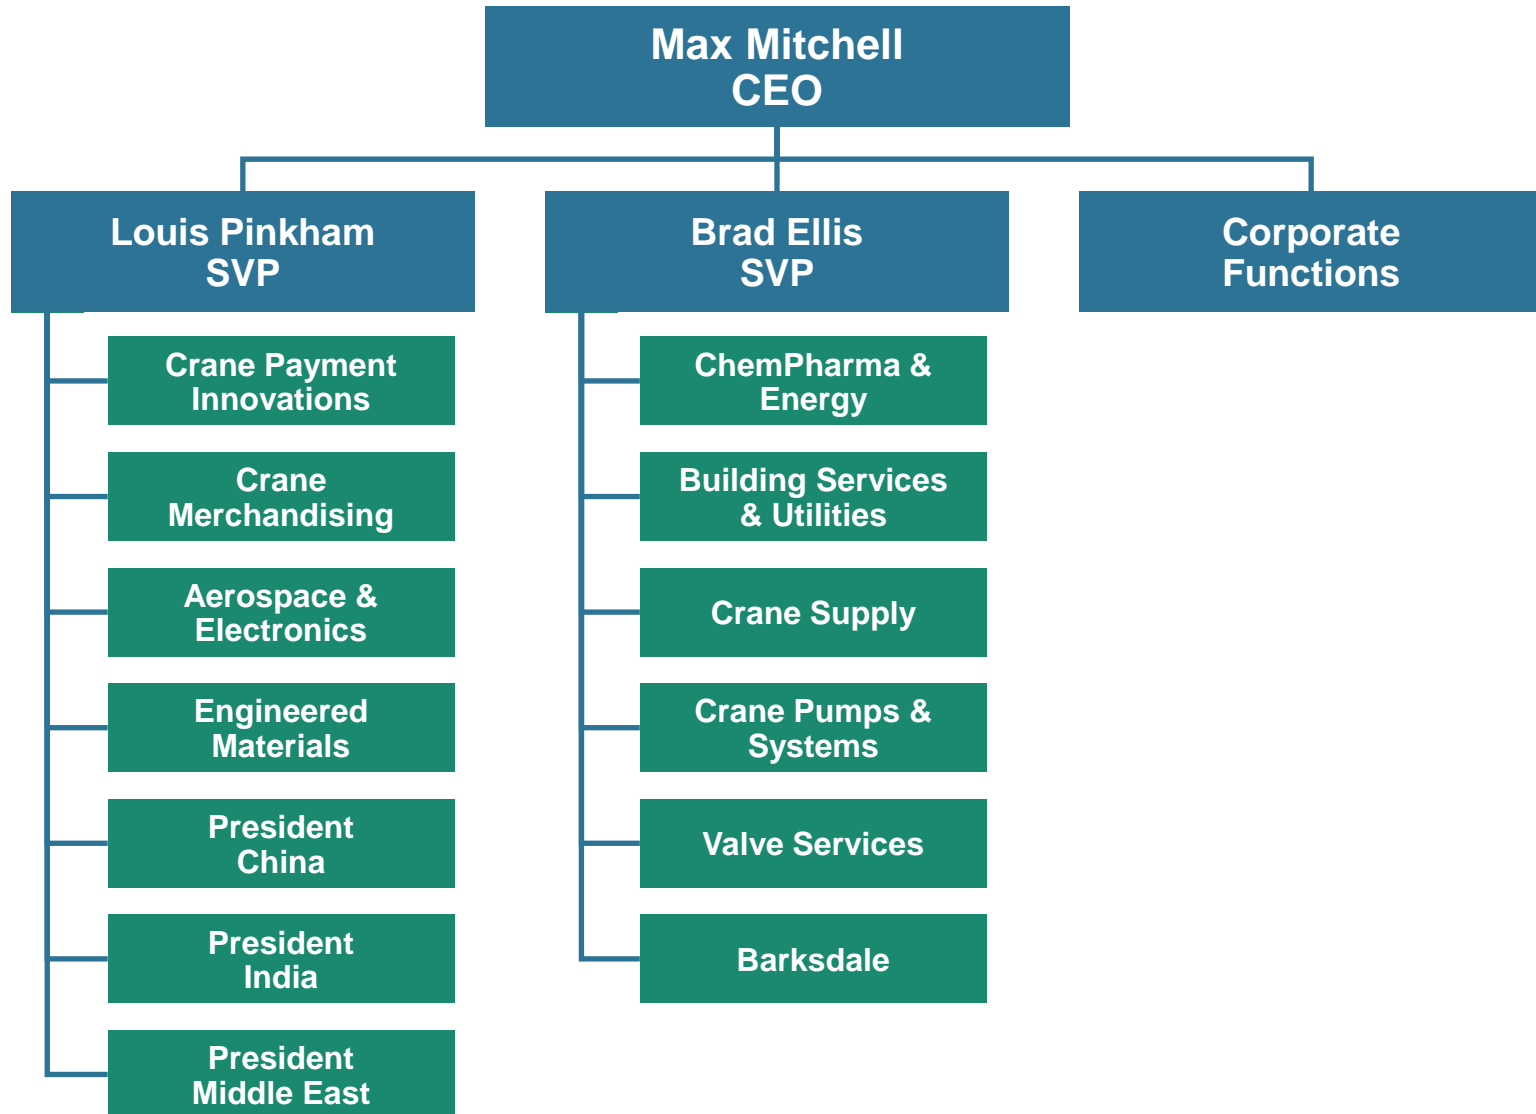 Max Mitchell
CEO
Louis Pinkham
SVP
Brad Ellis
SVP
Corporate
Functions
Crane Payment
Innovations
Crane
Merchandising
Aerospace &
Electronics
Engineered
Materials
President
China
President
India
President
Middle East
ChemPharma &
Energy
Building Services
& Utilities
Crane Supply
Crane Pumps &
Systems
Valve Services
Barksdale